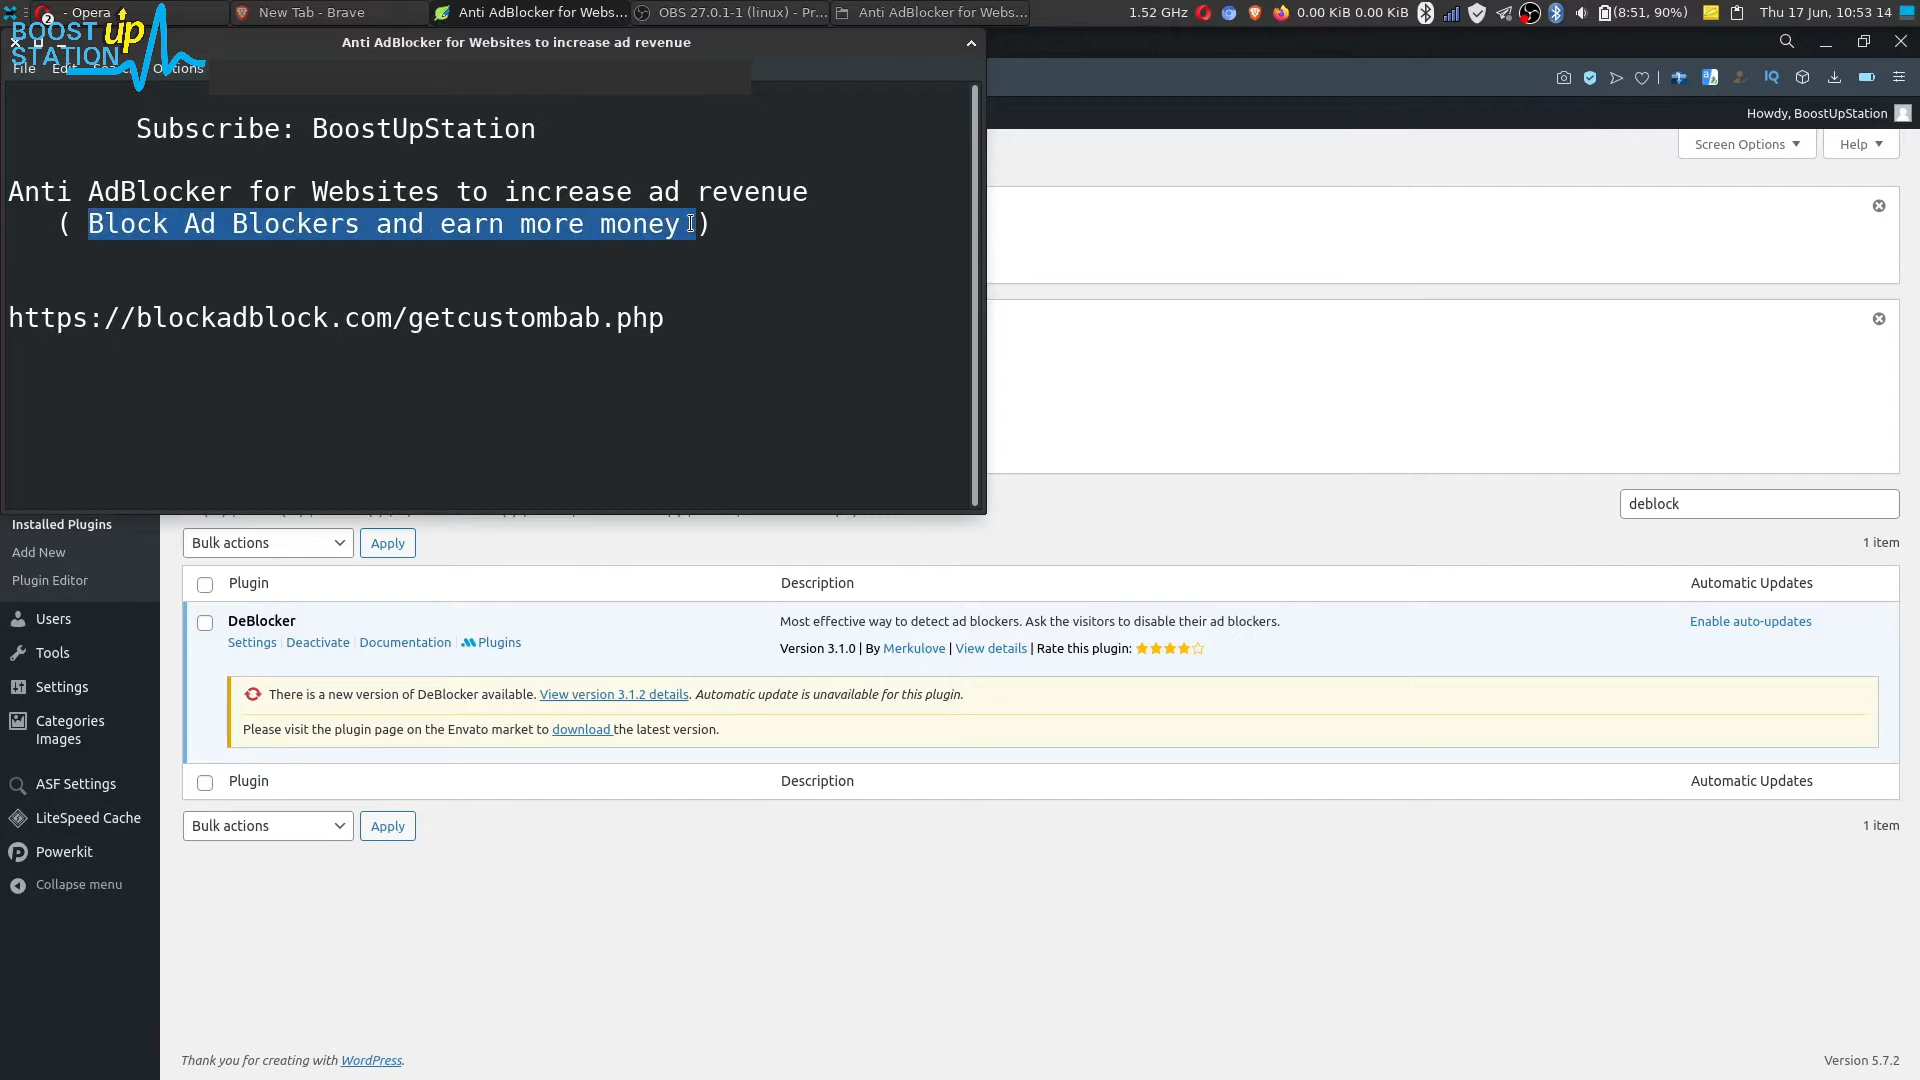 - Opera
2
New Tab - Brave
Anti AdBlocker for Webs...
OBS 27.0.1-1 (linux) - Pr...
Anti AdBlocker for Webs...
1.52 GHz
0.00 KiB 0.00 KiB
(8:51, 90%)
Thu 17 Jun, 10:53 14
BOOST up
STATION
Anti AdBlocker for Websites to increase ad revenue
File Edit Search Options
IQ
Howdy, BoostUpStation
Screen Options
Help
Subscribe: BoostUpStation
Anti AdBlocker for Websites to increase ad revenue
( Block Ad Blockers and earn more money )
https://blockadblock.com/getcustombab.php
deblock
Installed Plugins
Add New
Plugin Editor
Users
Tools
Settings
Categories
Images
ASF Settings
LiteSpeed Cache
Powerkit
Collapse menu
Bulk actions
Apply
1 item
Plugin
Description
Automatic Updates
DeBlocker
Settings | Deactivate | Documentation | Plugins
Most effective way to detect ad blockers. Ask the visitors to disable their ad blockers.
Version 3.1.0 | By Merkulove | View details | Rate this plugin:
Enable auto-updates
There is a new version of DeBlocker available. View version 3.1.2 details. Automatic update is unavailable for this plugin.
Please visit the plugin page on the Envato market to download the latest version.
Plugin
Description
Automatic Updates
Bulk actions
Apply
1 item
Thank you for creating with WordPress.
Version 5.7.2